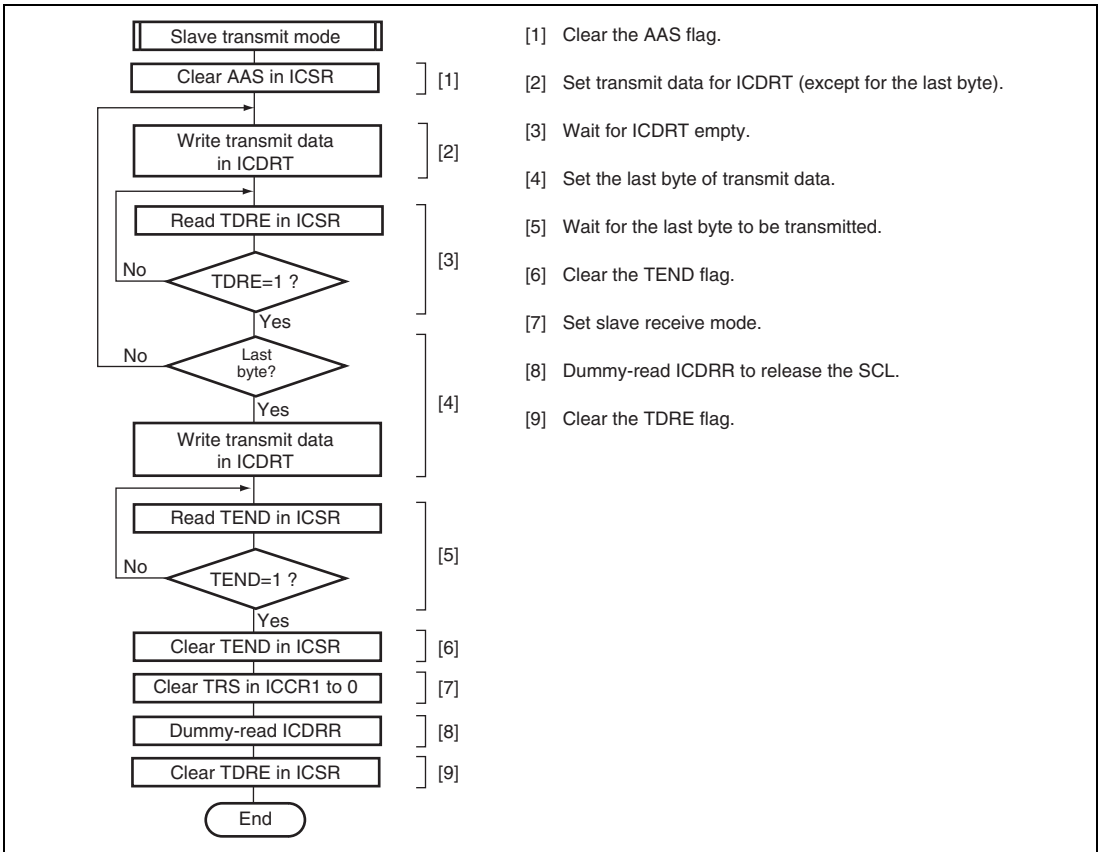 Slave transmit mode
Clear AAS in ICSR
[1]
Write transmit data
in ICDRT
[2]
Read TDRE in ICSR
[3]
No
TDRE=1 ?
Yes
No
Last
byte?
[4]
Yes
Write transmit data
in ICDRT
Read TEND in ICSR
[5]
No
TEND=1 ?
Yes
Clear TEND in ICSR
[6]
Clear TRS in ICCR1 to 0
[7]
Dummy-read ICDRR
[8]
Clear TDRE in ICSR
[9]
End
[1] Clear the AAS flag.
[2] Set transmit data for ICDRT (except for the last byte).
[3] Wait for ICDRT empty.
[4] Set the last byte of transmit data.
[5] Wait for the last byte to be transmitted.
[6] Clear the TEND flag.
[7] Set slave receive mode.
[8] Dummy-read ICDRR to release the SCL.
[9] Clear the TDRE flag.